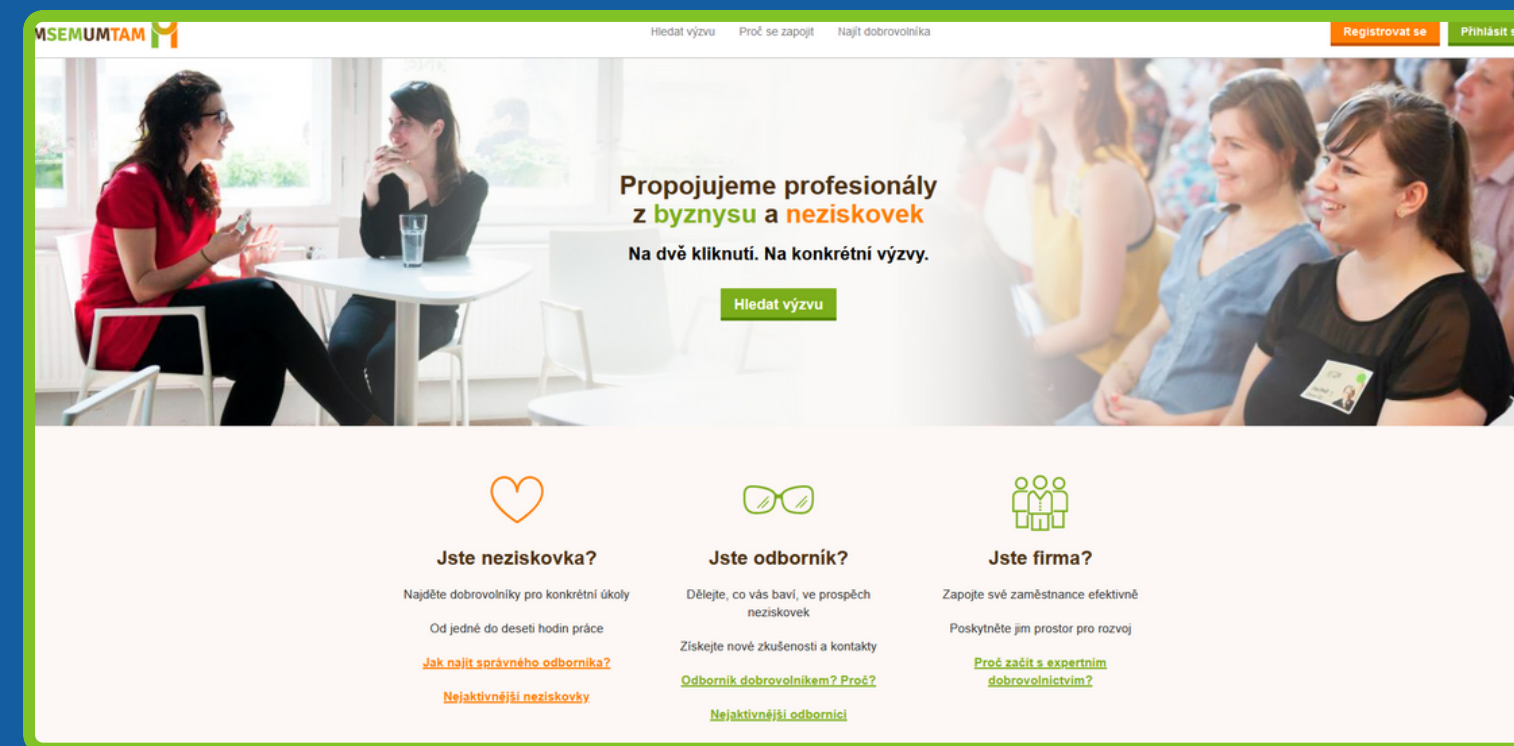 MSEMUMTAM
Hledat výzvu Proč se zapojit Najít dobrovolníka
Registrovat se Přihlásit s
Propojujeme profesionály
z byznysu a neziskovek
Na dvě kliknutí. Na konkrétní výzvy.
Hledat výzvu
Jste neziskovka?
Najděte dobrovolníky pro konkrétní úkoly
Od jedné do deseti hodin práce
Jak najít správného odborníka?
Nejaktivnější neziskovky
Jste odborník?
Dělejte, co vás baví, ve prospěch
neziskovek
Získejte nové zkušenosti a kontakty
Odborník dobrovolníkem? Proč?
Nejaktivnější odborníci
Jste firma?
Zapojte své zaměstnance efektivně
Poskytněte jim prostor pro rozvoj
Proč začít s expertním
dobrovolnictvím?